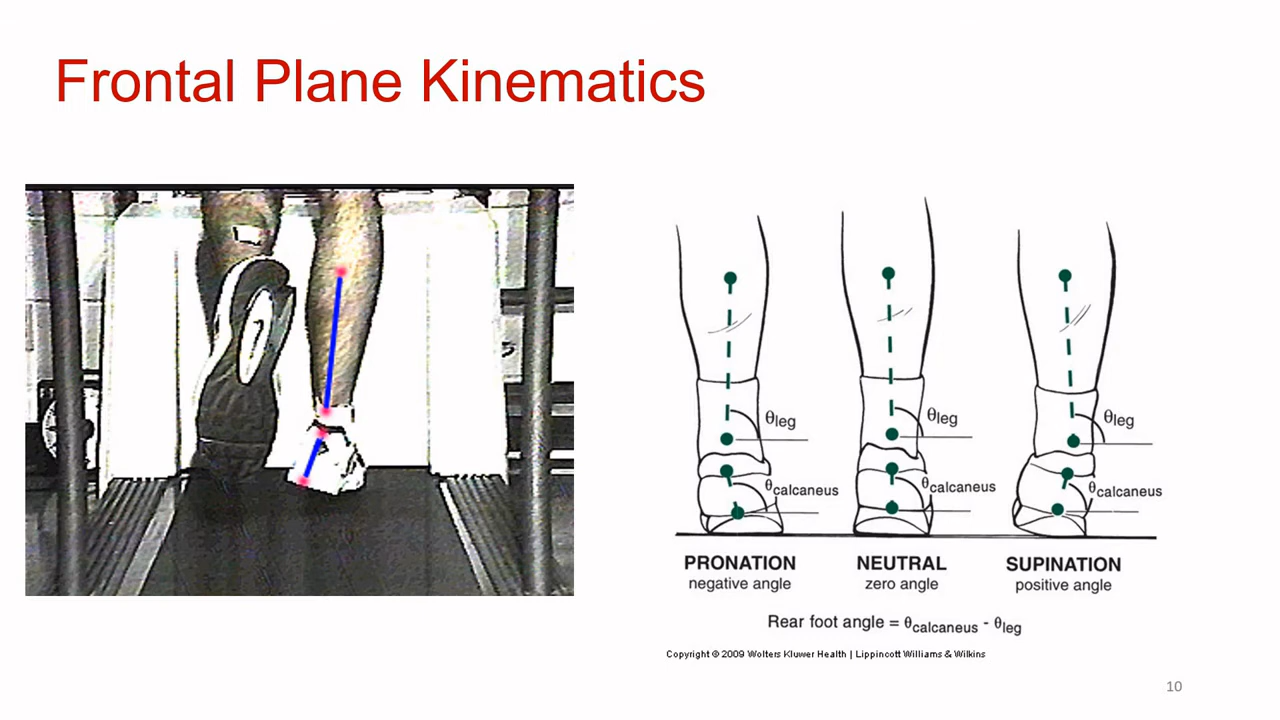 Frontal Plane Kinematics
θleg
θleg
θleg
θcalcaneus
θcalcaneus
θcalcaneus
PRONATION
negative angle
NEUTRAL
zero angle
SUPINATION
positive angle
Rear foot angle = θcalcaneus - θleg
Copyright © 2009 Wolters Kluwer Health | Lippincott Williams & Wilkins
10